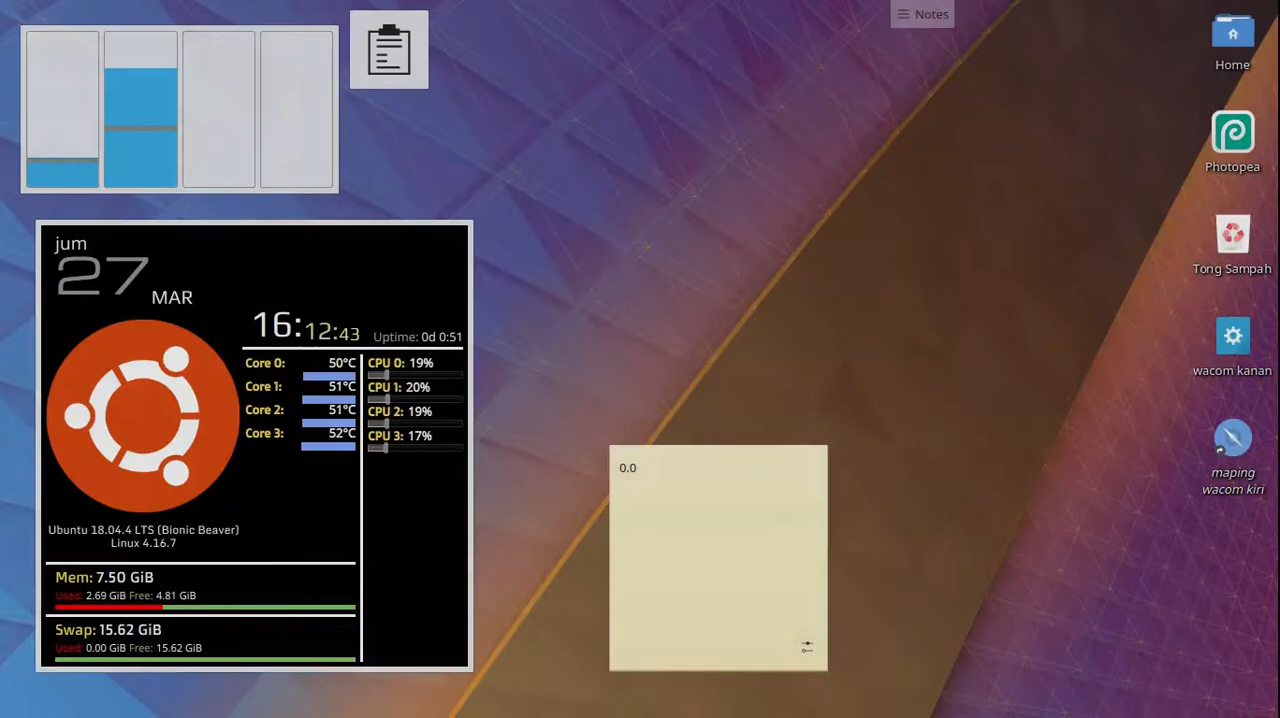 Notes
Home
Photopea
Tong Sampah
wacom kanan
maping
wacom kiri
jum
27
MAR
16:12:43
Uptime: 0d 0:51
Core 0: 50°C
Core 1: 51°C
Core 2: 51°C
Core 3: 52°C
CPU 0: 19%
CPU 1: 20%
CPU 2: 19%
CPU 3: 17%
Ubuntu 18.04.4 LTS (Bionic Beaver)
Linux 4.16.7
Mem: 7.50 GiB
Used: 2.69 GiB Free: 4.81 GiB
Swap: 15.62 GiB
Used: 0.00 GiB Free: 15.62 GiB
0.0